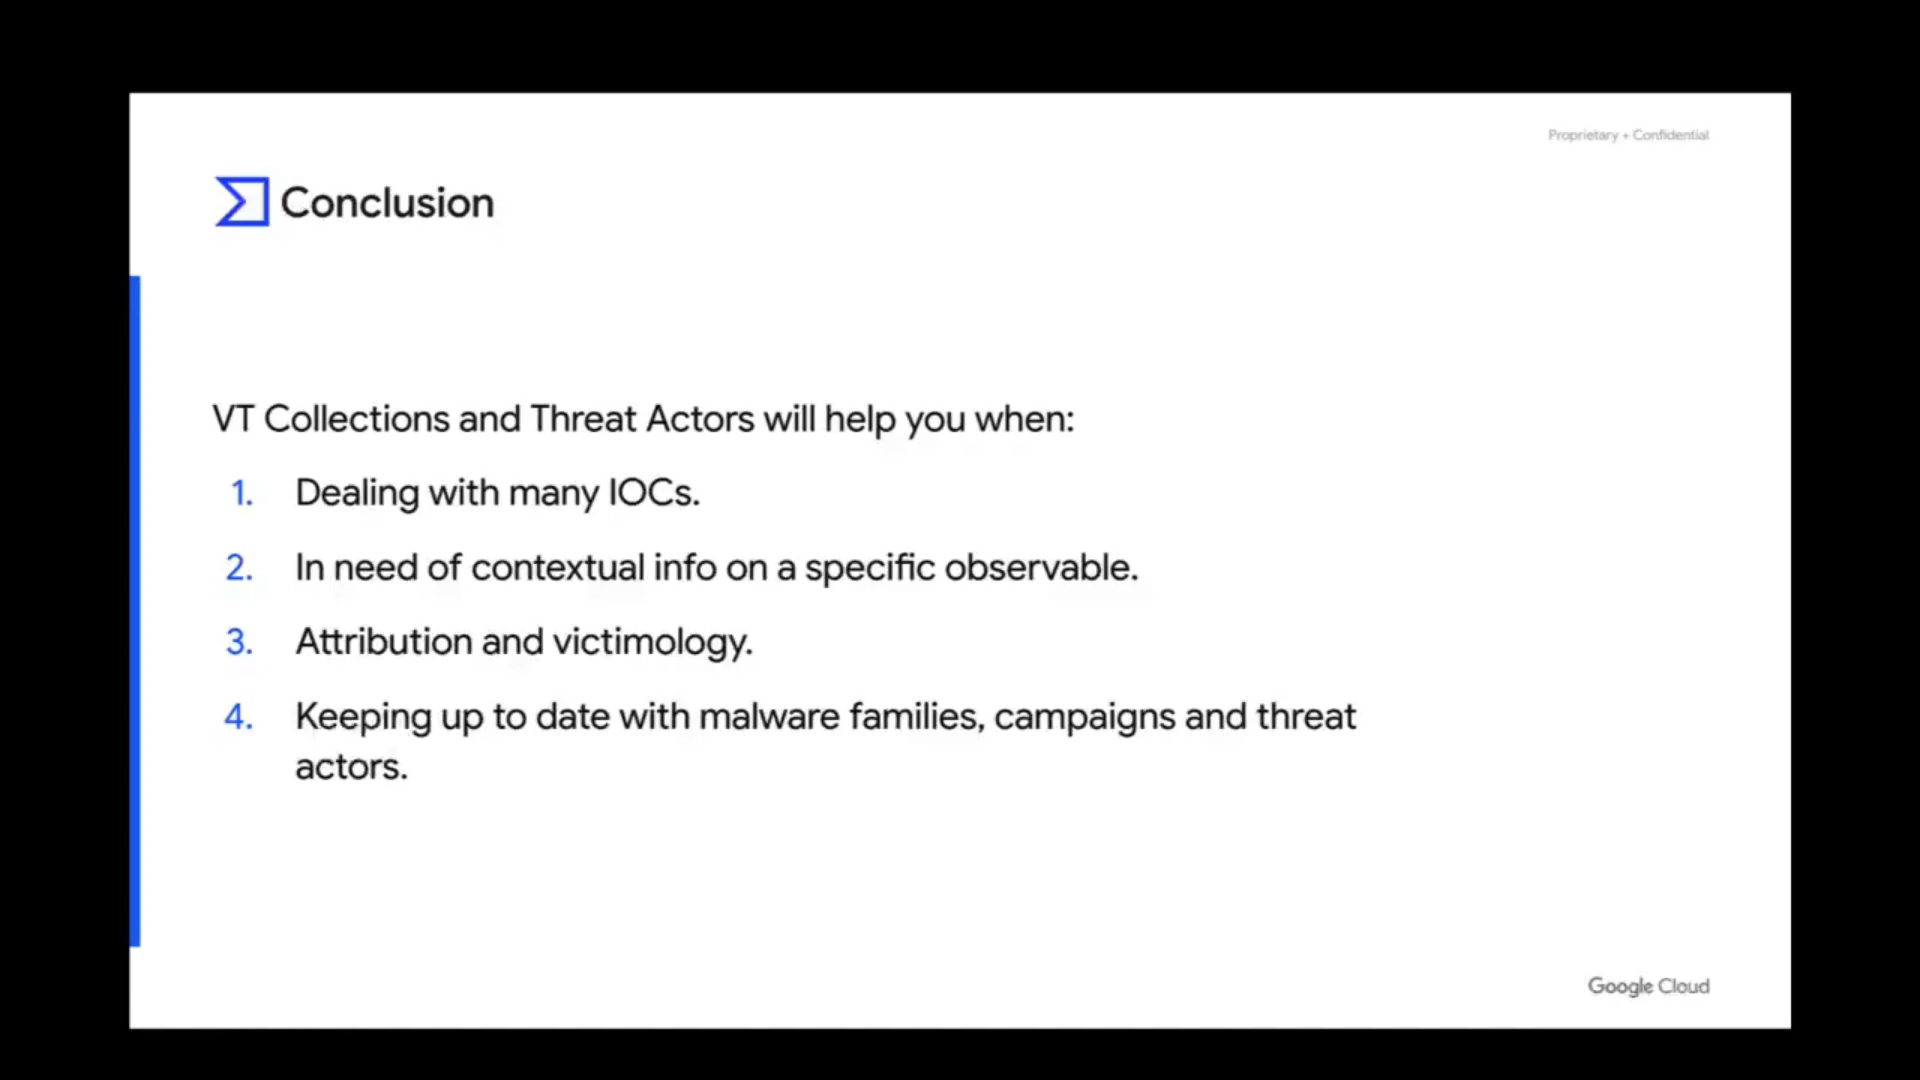 Proprietary + Confidential
Conclusion
VT Collections and Threat Actors will help you when:
1. Dealing with many IOCs.
2. In need of contextual info on a specific observable.
3. Attribution and victimology.
4. Keeping up to date with malware families, campaigns and threat
actors.
Google Cloud